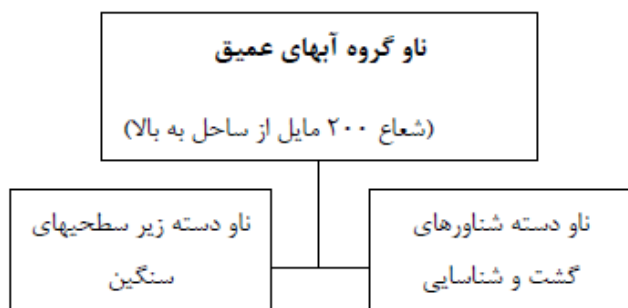 ناو گروه آبهای عمیق
(شعاع ۲۰۰ مایل از ساحل به بالا)
ناو دسته شناورهای
گشت و شناسایی
ناو دسته زیر سطحیهای
سنگین